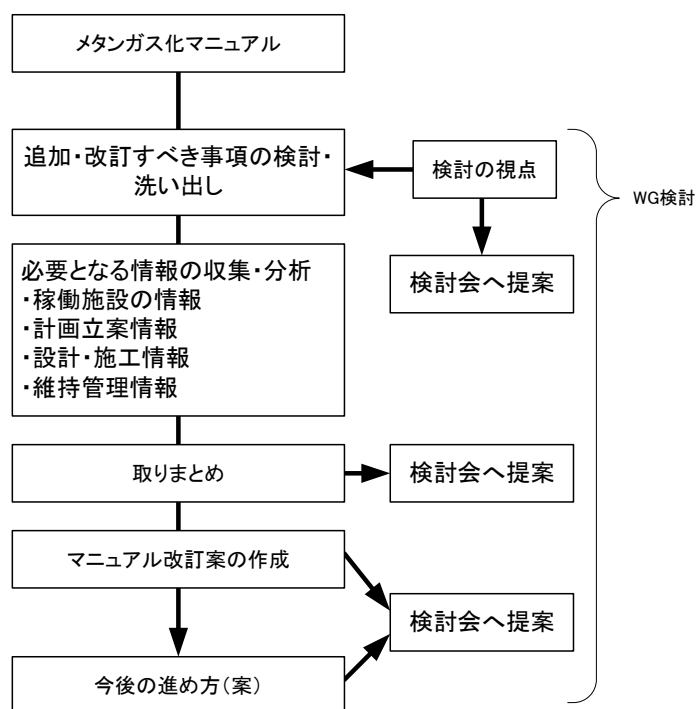 メタンガス化マニュアル
追加・改訂すべき事項の検討・
洗い出し
検討の視点
WG検討
検討会へ提案
必要となる情報の収集・分析
・稼働施設の情報
・計画立案情報
・設計・施工情報
・維持管理情報
取りまとめ
検討会へ提案
マニュアル改訂案の作成
検討会へ提案
今後の進め方(案)